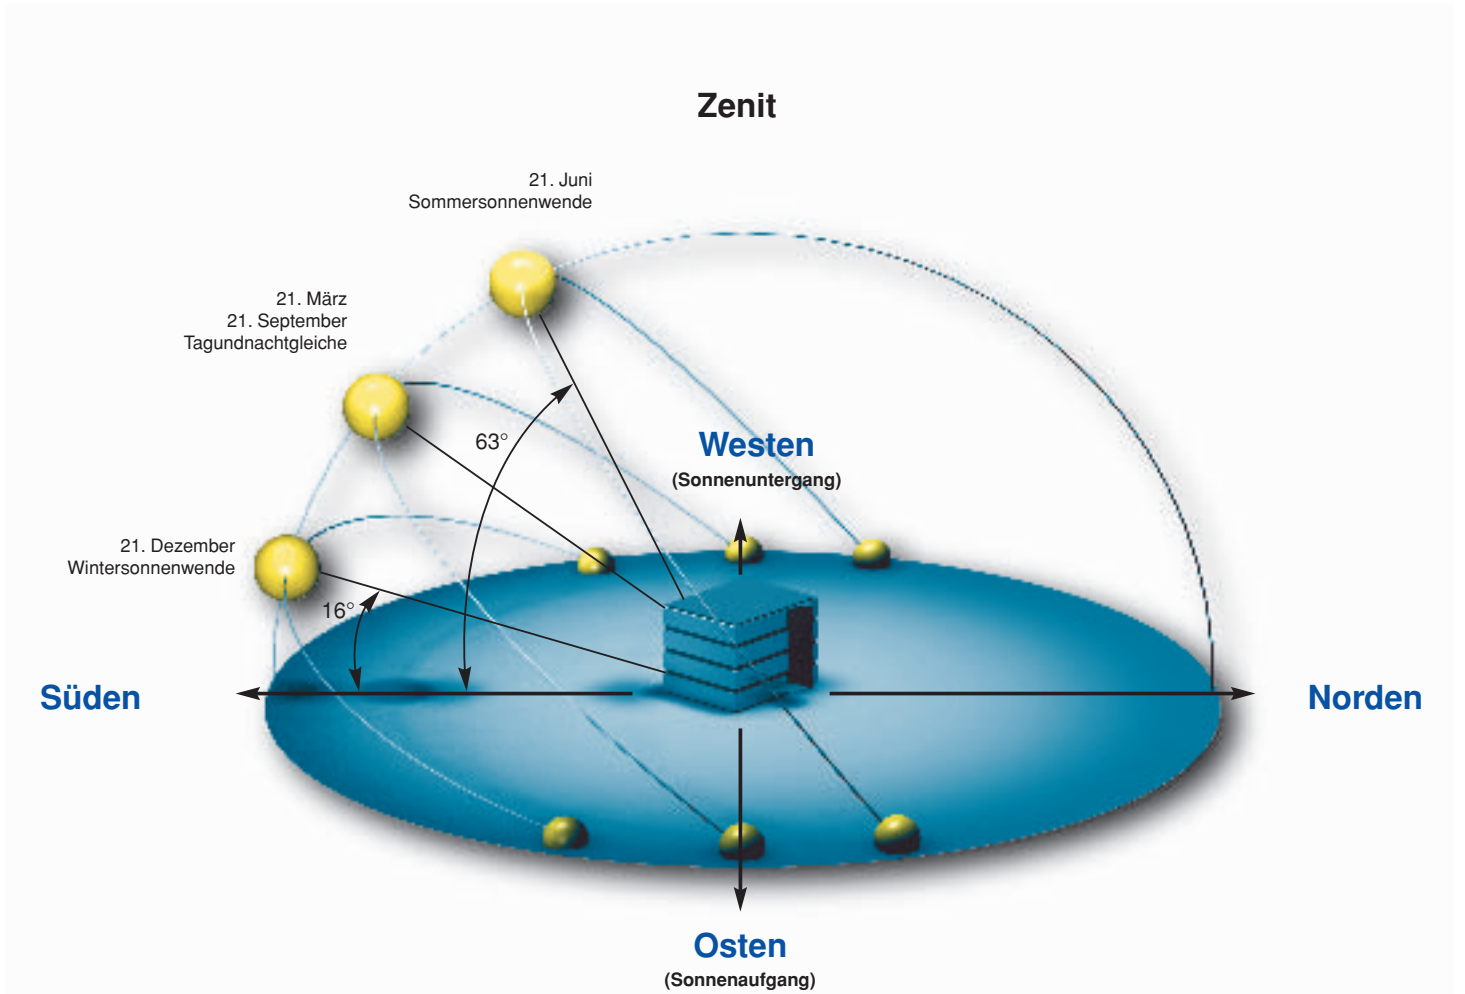 Zenit
21. Juni
Sommersonnenwende
21. März
21. September
Tagundnachtgleiche
63°
Westen
(Sonnenuntergang)
21. Dezember
Wintersonnenwende
16°
Süden
Norden
Osten
(Sonnenaufgang)